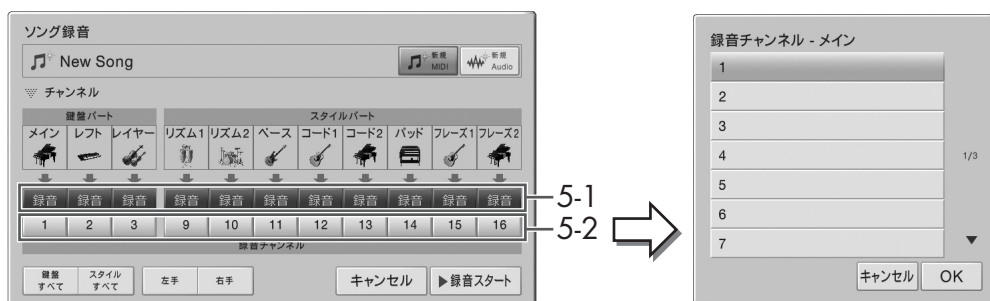 ソング録音
New Song
新規 MIDI
新規 Audio
チャンネル
鍵盤パート スタイルパート
メイン レフト レイヤー リズム1 リズム2 ベース コード1 コード2 パッド フレーズ1 フレーズ2
録音 録音 録音 録音 録音 録音 録音 録音 録音 録音 録音
1 2 3 9 10 11 12 13 14 15 16
録音チャンネル
鍵盤 すべて
スタイル すべて
左手 右手 キャンセル ▶録音スタート
5-1
5-2
録音チャンネル - メイン
1
2
3
4
5
6
7
1/3
キャンセル OK